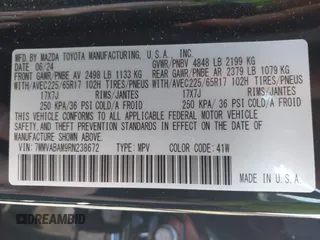 MFD. BY MAZDA TOYOTA MANUFACTURING, U.S.A., INC.
DATE 06/24 GVWR/PNBV 4848 LB 2199 KG
FRONT GAWR/PNBE AV 2498 LB 1133 KG REAR GAWR/PNBE AR 2379 LB 1079 KG
WITH/AVEC225/65R17 102H TIRES/PNEUS WITH/AVEC225/65R17 102H TIRES/PNEUS
17X7J RIMS/JANTES 17X7J RIMS/JANTES
250 KPA/ 36 PSI COLD/A FROID 250 KPA/ 36 PSI COLD/A FROID
THIS VEHICLE CONFORMS TO ALL APPLICABLE FEDERAL MOTOR VEHICLE
SAFETY AND THEFT PREVENTION STANDARDS IN EFFECT ON THE DATE OF
MANUFACTURE SHOWN ABOVE.
VIN: 7MMVABAM9RN238672 TYPE: MPV COLOR CODE: 41W
MADE IN U.S.A.
DREAMBID